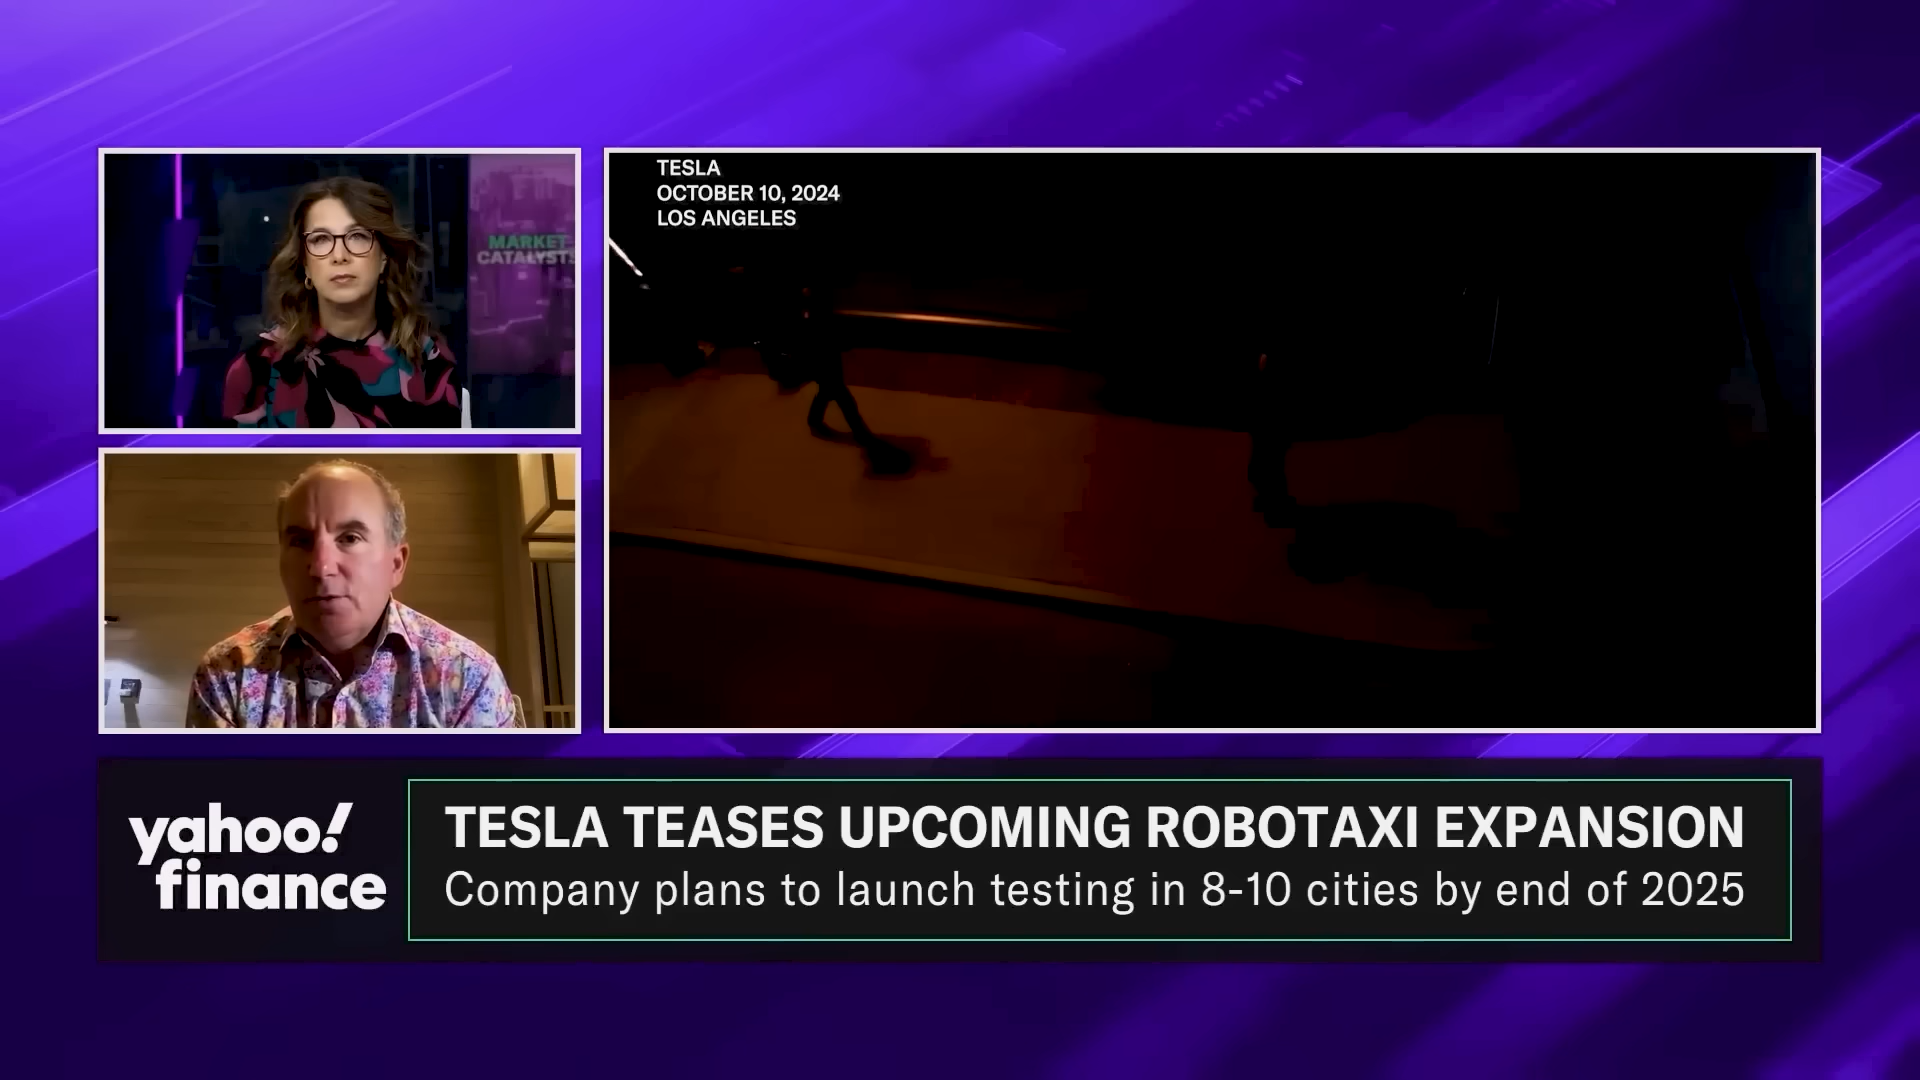 MARKET
CATALYSTS
TESLA
OCTOBER 10, 2024
LOS ANGELES
yahoo!
finance
TESLA TEASES UPCOMING ROBOTAXI EXPANSION
Company plans to launch testing in 8-10 cities by end of 2025